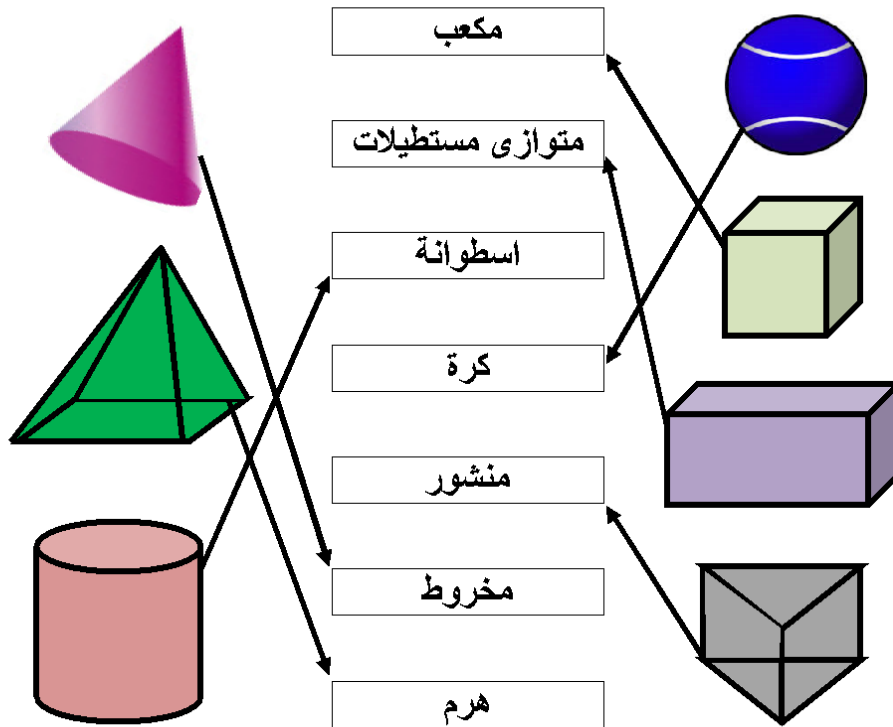 مكعب
متوازى مستطيلات
اسطوانة
كرة
منشور
مخروط
هرم